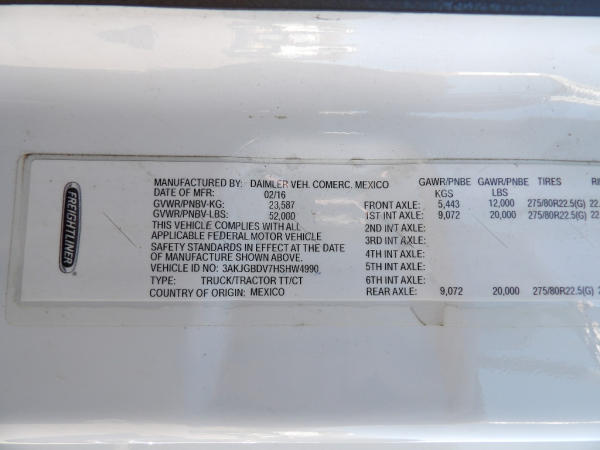 FREIGHTLINER
MANUFACTURED BY: DAIMLER VEH. COMERC. MEXICO
DATE OF MFR: 02/16
GVWR/PNBV-KG: 23,587
GVWR/PNBV-LBS: 52,000
THIS VEHICLE COMPLIES WITH ALL
APPLICABLE FEDERAL MOTOR VEHICLE
SAFETY STANDARDS IN EFFECT AT THE DATE
OF MANUFACTURE SHOWN ABOVE.
VEHICLE ID NO: 3AKJGBDV7HSHW4990,
TYPE: TRUCK/TRACTOR TT/CT
COUNTRY OF ORIGIN: MEXICO
GAWR/PNBE GAWR/PNBE TIRES
KGS LBS
FRONT AXLE: 5,443 12,000 275/80R22.5(G) 22.
1ST INT AXLE: 9,072 20,000 275/80R22.5(G) 22.
2ND INT AXLE:
3RD INT AXLE:
4TH INT AXLE:
5TH INT AXLE:
6TH INT AXLE:
REAR AXLE: 9,072 20,000 275/80R22.5(G)